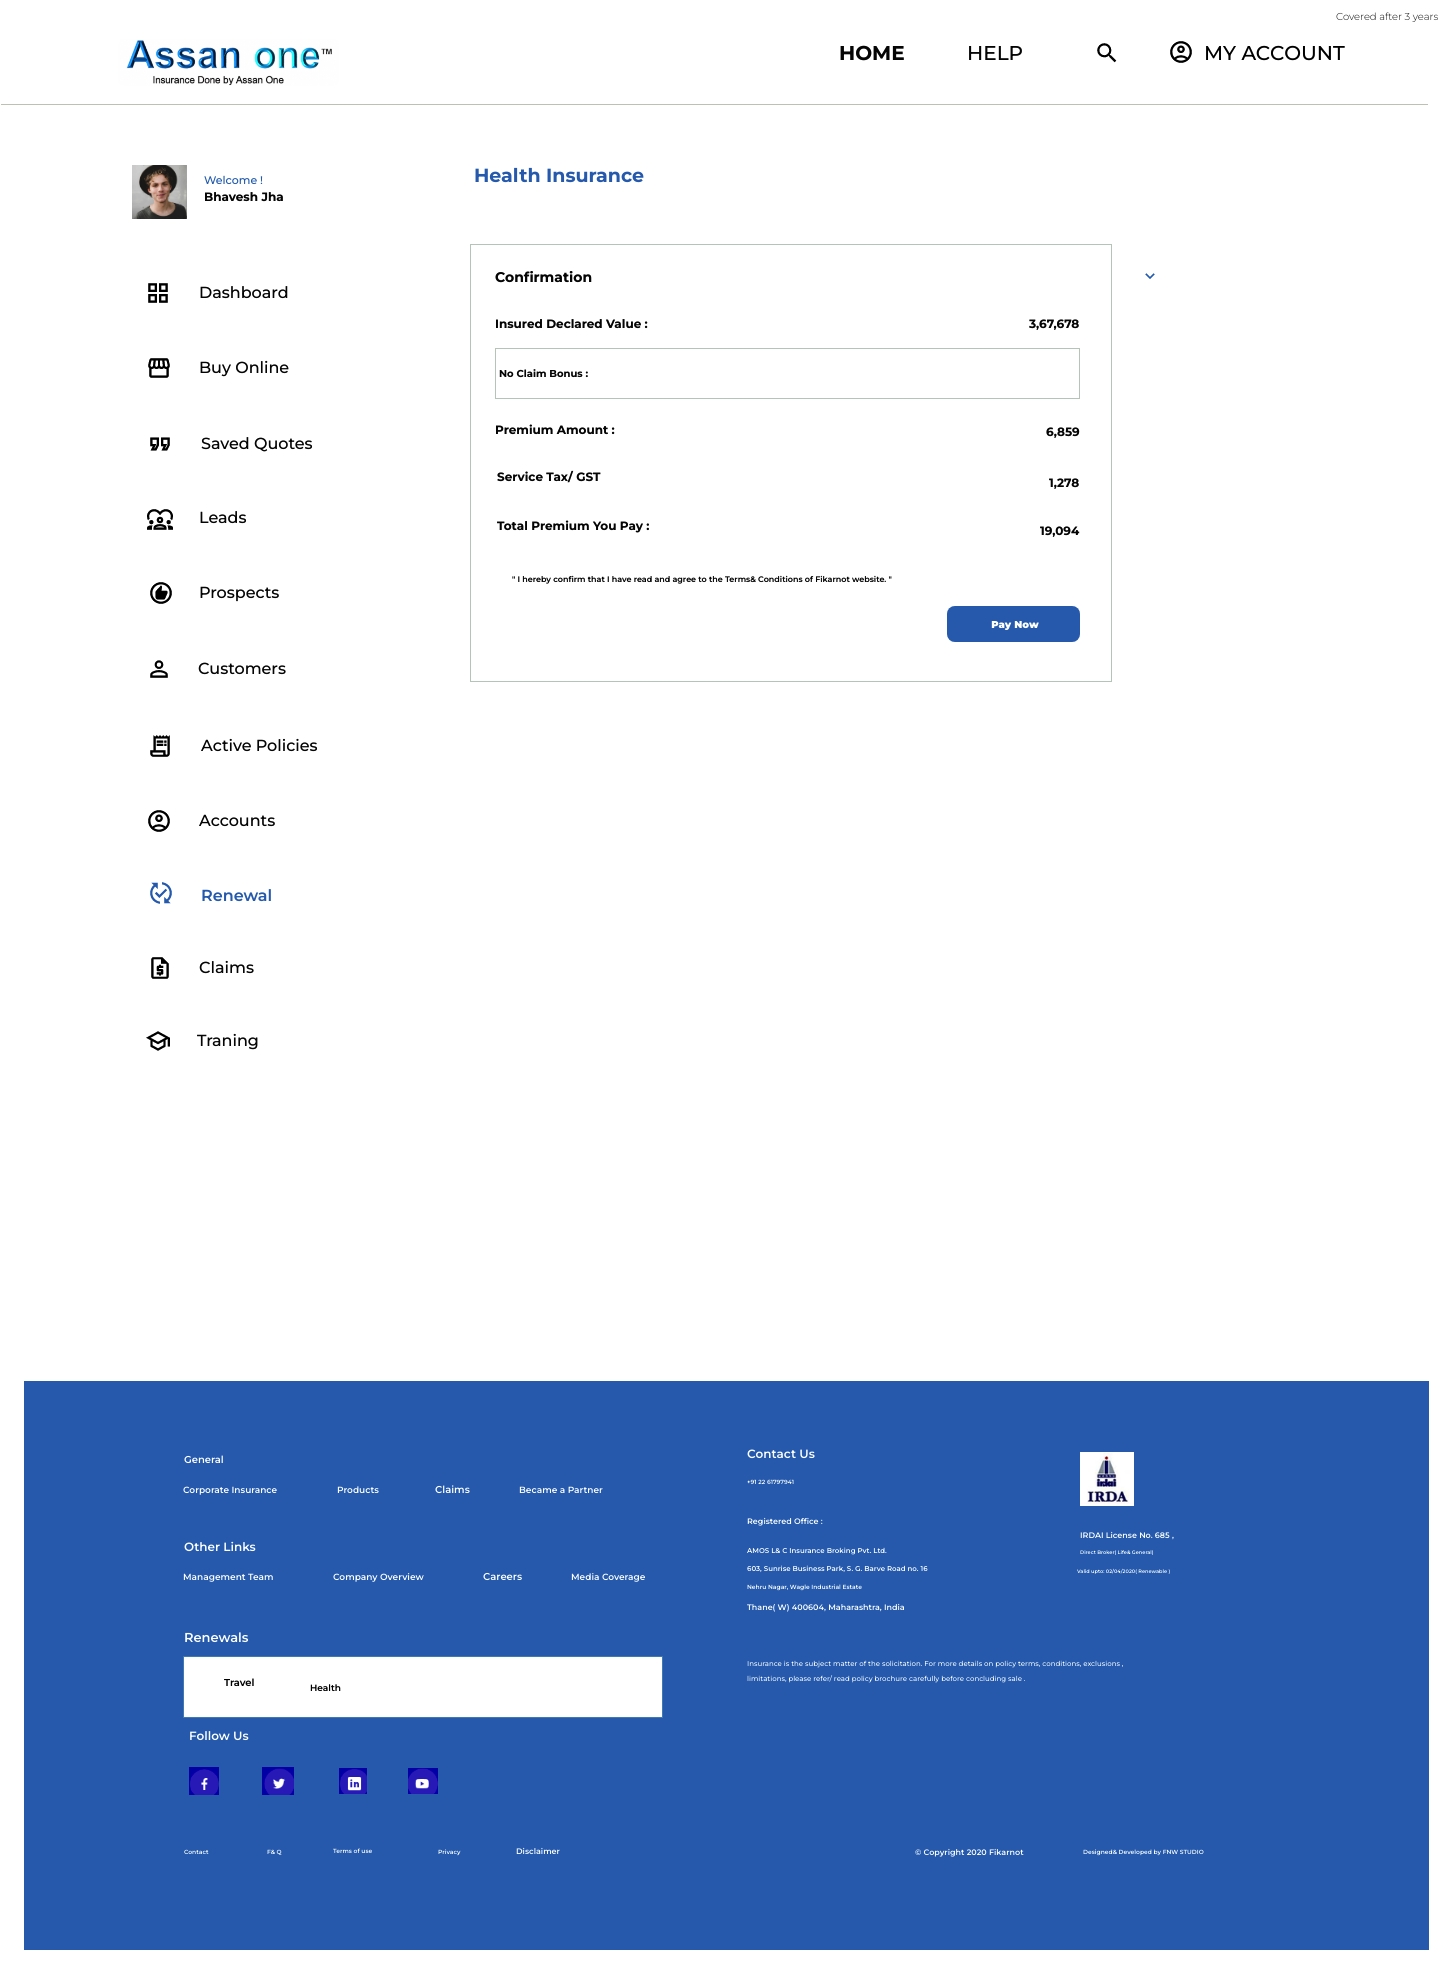 Covered after 3 years
Assan one™
Insurance Done by Assan One
HOME
HELP
MY ACCOUNT
Welcome !
Bhavesh Jha
Health Insurance
Dashboard
Buy Online
Saved Quotes
Leads
Prospects
Customers
Active Policies
Accounts
Renewal
Claims
Traning
Confirmation
Insured Declared Value : 3,67,678
No Claim Bonus :
Premium Amount : 6,859
Service Tax/ GST 1,278
Total Premium You Pay : 19,094
" I hereby confirm that I have read and agree to the Terms& Conditions of Fikarnot website. "
Pay Now
General
Corporate Insurance Products Claims Became a Partner
Other Links
Management Team Company Overview Careers Media Coverage
Renewals
Travel Health
Follow Us
Contact F& Q Terms of use Privacy Disclaimer
Contact Us
+91 22 61797941
Registered Office :
AMOS L& C Insurance Broking Pvt. Ltd.
603, Sunrise Business Park, S. G. Barve Road no. 16
Nehru Nagar, Wagle Industrial Estate
Thane( W) 400604, Maharashtra, India
IRDA
IRDAI License No. 685 ,
Direct Broker( Life& General)
Valid upto: 02/04/2020( Renewable )
Insurance is the subject matter of the solicitation. For more details on policy terms, conditions, exclusions ,
limitations, please refer/ read policy brochure carefully before concluding sale .
© Copyright 2020 Fikarnot
Designed& Developed by FNW STUDIO